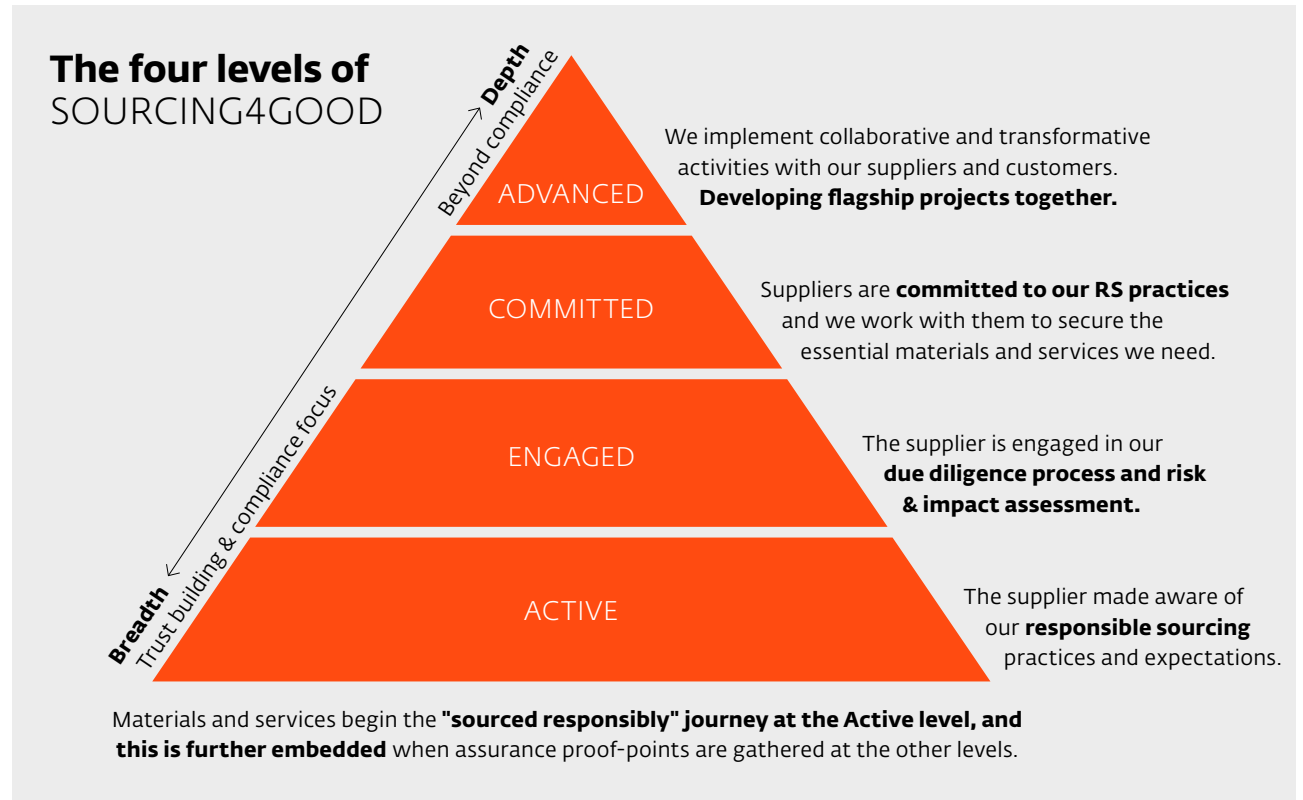 The four levels of
SOURCING4GOOD
Depth
Beyond compliance
ADVANCED
We implement collaborative and transformative
activities with our suppliers and customers.
Developing flagship projects together.
COMMITTED
Suppliers are committed to our RS practices
and we work with them to secure the
essential materials and services we need.
ENGAGED
The supplier is engaged in our
due diligence process and risk
& impact assessment.
Breadth
Trust building & compliance focus
ACTIVE
The supplier made aware of
our responsible sourcing
practices and expectations.
Materials and services begin the "sourced responsibly" journey at the Active level, and
this is further embedded when assurance proof-points are gathered at the other levels.